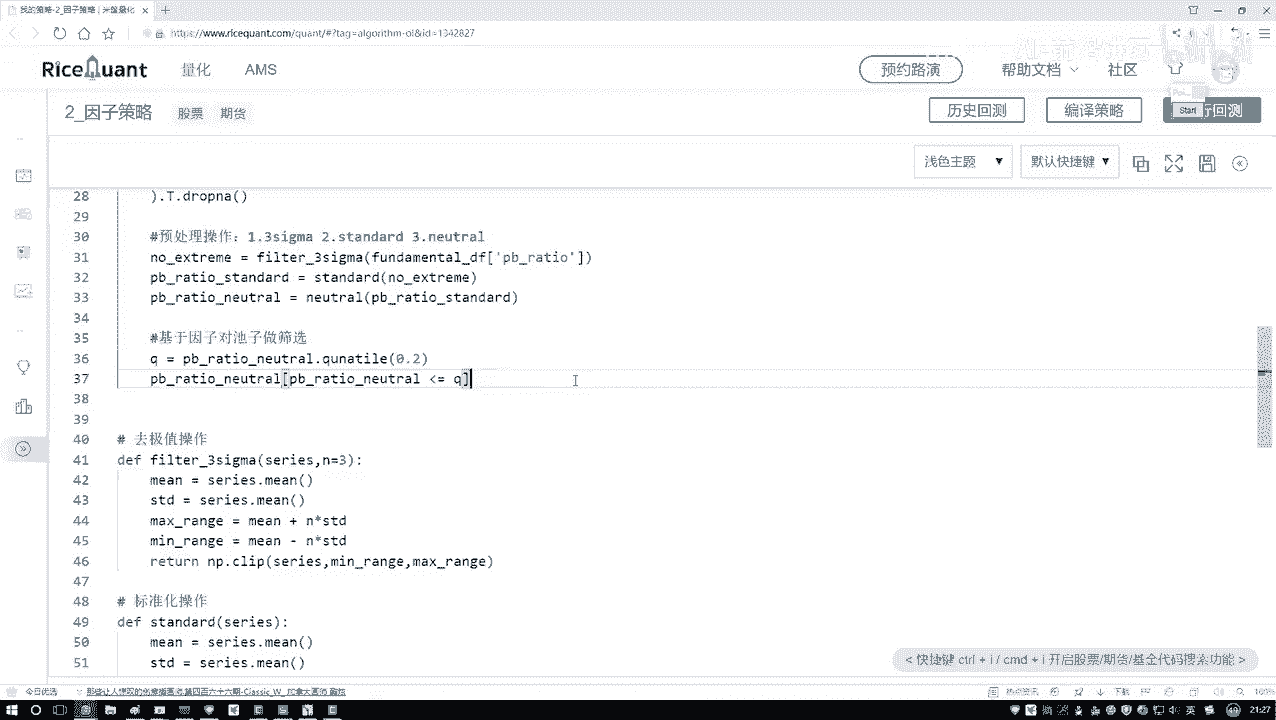 我的策略-2_因子策略 | 米筐量化
https://www.ricequant.com/quant/#?tag=algorithm-ol&id=1342827
RiceQuant 量化 AMS 预约路演 帮助文档 社区
2_因子策略 股票 期货 历史回测 编译策略 Start 行回测
浅色主题 默认快捷键
28 ).T.dropna()
29
30 #预处理操作: 1.3sigma 2.standard 3.neutral
31 no_extreme = filter_3sigma(fundamental_df['pb_ratio'])
32 pb_ratio_standard = standard(no_extreme)
33 pb_ratio_neutral = neutral(pb_ratio_standard)
34
35 #基于因子对池子做筛选
36 q = pb_ratio_neutral.qunatile(0.2)
37 pb_ratio_neutral[pb_ratio_neutral <= q]
38
39
40 # 去极值操作
41 def filter_3sigma(series,n=3):
42 mean = series.mean()
43 std = series.mean()
44 max_range = mean + n*std
45 min_range = mean - n*std
46 return np.clip(series,min_range,max_range)
47
48 # 标准化操作
49 def standard(series):
50 mean = series.mean()
51 std = series.mean()
< 快捷键 ctrl + i / cmd + i 开启股票/期货/基金代码搜索功能 >
今日优选
英 21:27